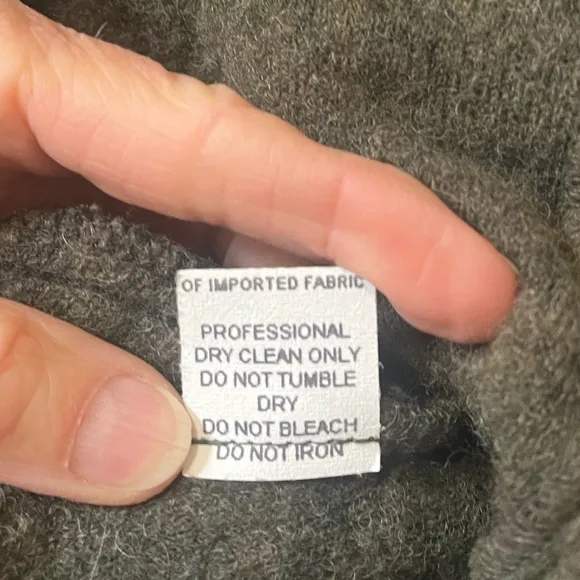 OF IMPORTED FABRIC
PROFESSIONAL
DRY CLEAN ONLY
DO NOT TUMBLE
DRY
DO NOT BLEACH
DO NOT IRON